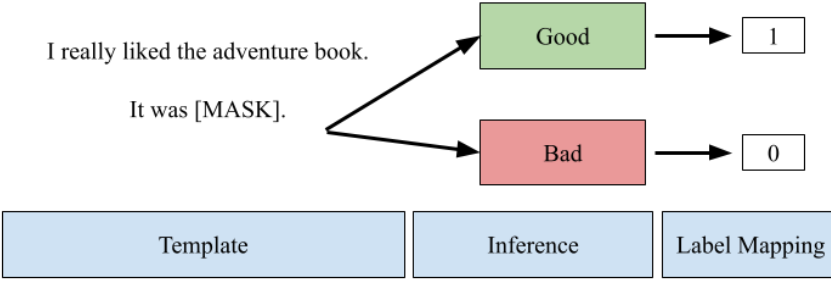 I really liked the adventure book.
It was [MASK].
Good
1
Bad
0
Template
Inference
Label Mapping